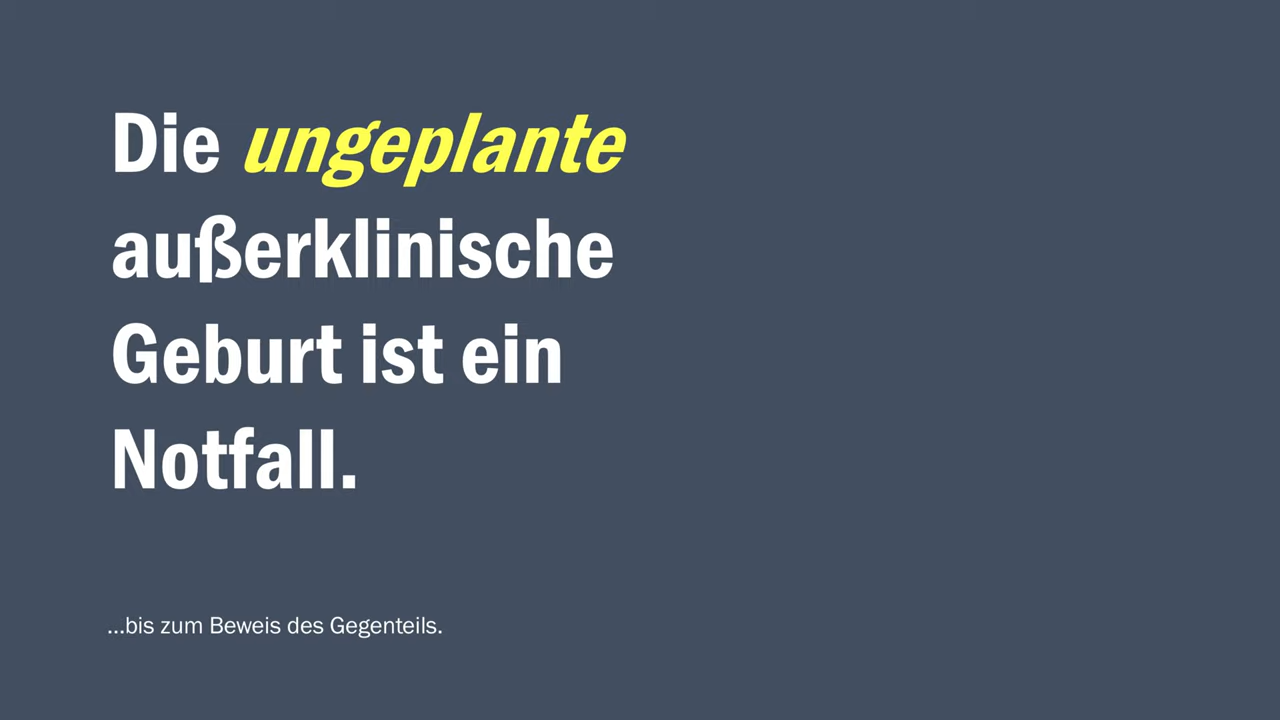 Die ungeplante
außerklinische
Geburt ist ein
Notfall.
...bis zum Beweis des Gegenteils.